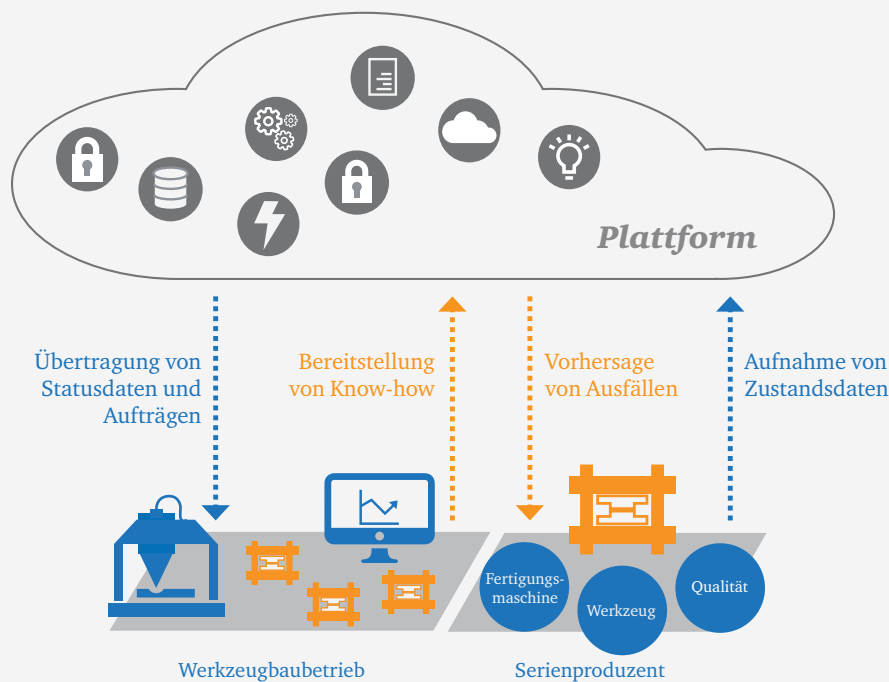 Plattform
Übertragung von
Statusdaten und
Aufträgen
Bereitstellung
von Know-how
Vorhersage
von Ausfällen
Aufnahme von
Zustandsdaten
Fertigungs-
maschine
Werkzeug
Qualität
Werkzeugbaubetrieb
Serienproduzent